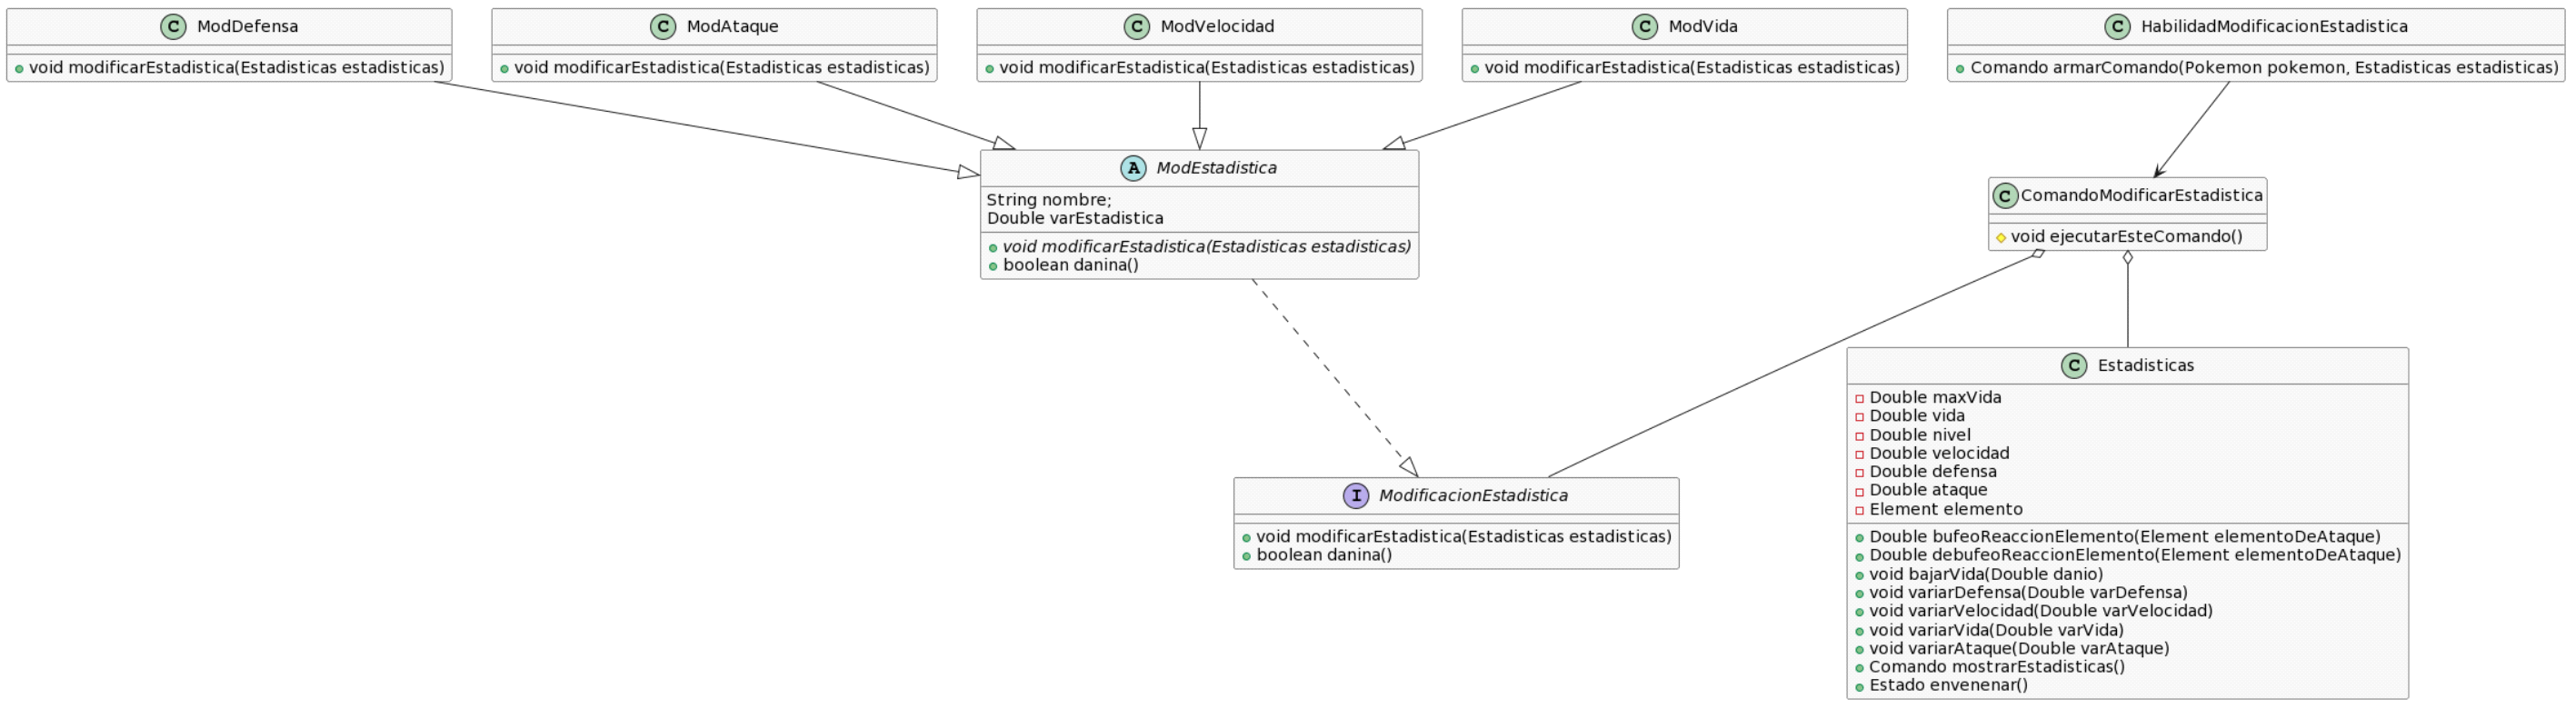 C ModDefensa
void modificarEstadistica(Estadisticas estadisticas)
C ModAtaque
void modificarEstadistica(Estadisticas estadisticas)
C ModVelocidad
void modificarEstadistica(Estadisticas estadisticas)
C ModVida
void modificarEstadistica(Estadisticas estadisticas)
C HabilidadModificacionEstadistica
Comando armarComando(Pokemon pokemon, Estadisticas estadisticas)
A ModEstadistica
String nombre;
Double varEstadistica
void modificarEstadistica(Estadisticas estadisticas)
boolean danina()
C ComandoModificarEstadistica
void ejecutarEsteComando()
I ModificacionEstadistica
void modificarEstadistica(Estadisticas estadisticas)
boolean danina()
C Estadisticas
Double maxVida
Double vida
Double nivel
Double velocidad
Double defensa
Double ataque
Element elemento
Double bufeoReaccionElemento(Element elementoDeAtaque)
Double debufeoReaccionElemento(Element elementoDeAtaque)
void bajarVida(Double danio)
void variarDefensa(Double varDefensa)
void variarVelocidad(Double varVelocidad)
void variarVida(Double varVida)
void variarAtaque(Double varAtaque)
Comando mostrarEstadisticas()
Estado envenenar()